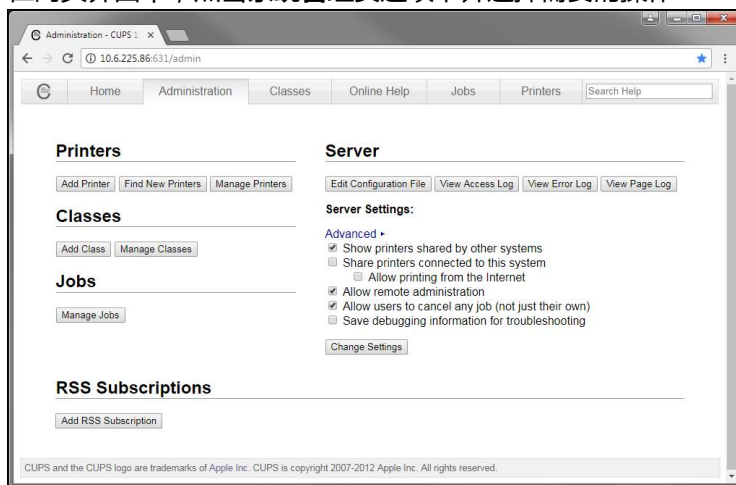 Administration - CUPS 1.
10.6.225.86:631/admin
Home Administration Classes Online Help Jobs Printers Search Help
Printers
Add Printer Find New Printers Manage Printers
Classes
Add Class Manage Classes
Jobs
Manage Jobs
Server
Edit Configuration File View Access Log View Error Log View Page Log
Server Settings:
Advanced
Show printers shared by other systems
Share printers connected to this system
Allow printing from the Internet
Allow remote administration
Allow users to cancel any job (not just their own)
Save debugging information for troubleshooting
Change Settings
RSS Subscriptions
Add RSS Subscription
CUPS and the CUPS logo are trademarks of Apple Inc. CUPS is copyright 2007-2012 Apple Inc. All rights reserved.